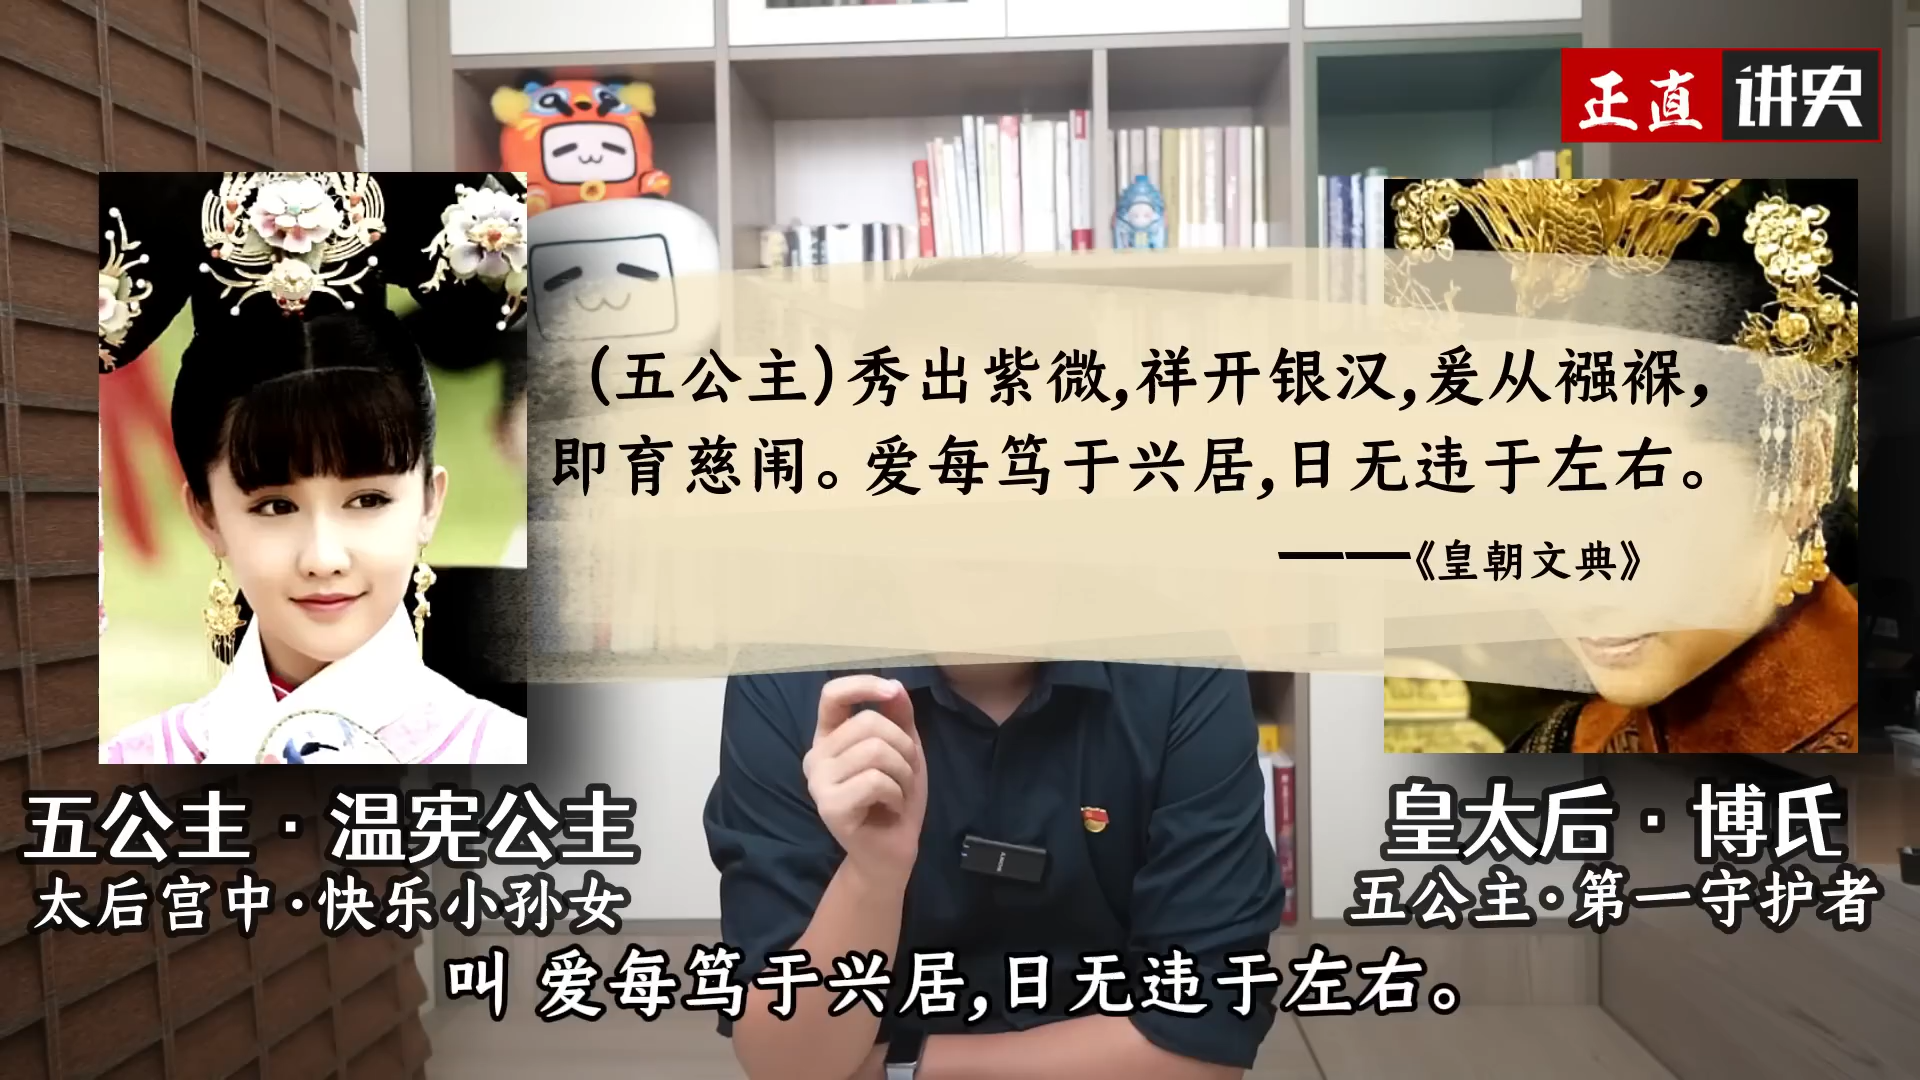 正直 讲史
（五公主）秀出紫微,祥开银汉,爰从襁褓,
即育慈闱。爱每笃于兴居,日无违于左右。
——《皇朝文典》
五公主·温宪公主
太后宫中·快乐小孙女
皇太后·博氏
五公主·第一守护者
叫 爱每笃于兴居,日无违于左右。